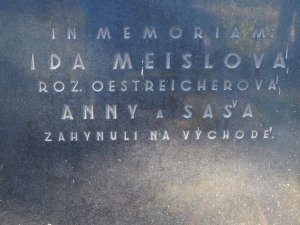 IN MEMORIAM:
IDA MEISLOVÁ
ROZ. OESTREICHEROVÁ,
ANNY A SAŠA,
ZAHYNULI NA VÝCHODĚ.